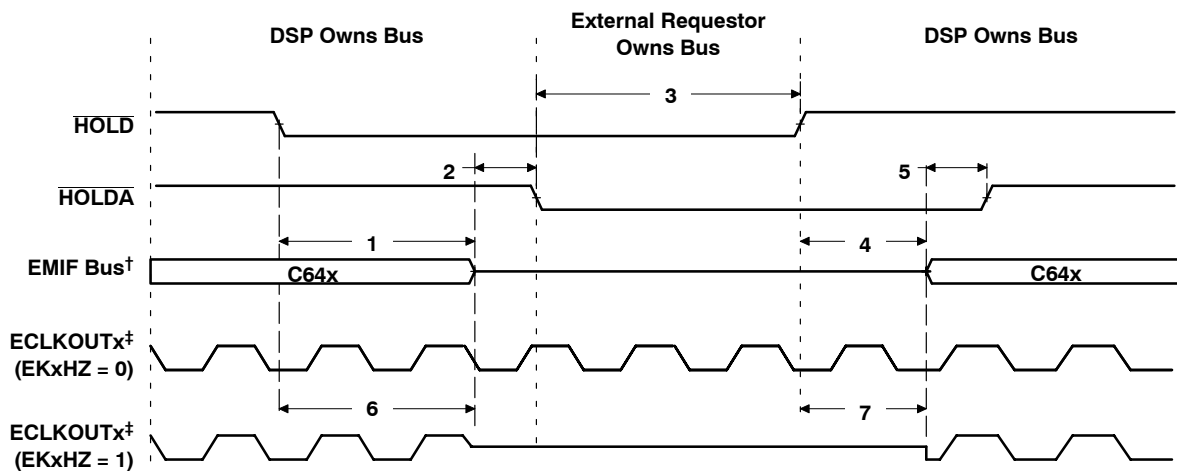 DSP Owns Bus
External Requestor
Owns Bus
DSP Owns Bus
3
HOLD
2
5
HOLDA
1
4
EMIF Bus†
C64x
C64x
ECLKOUTx‡
(EKxHZ = 0)
6
7
ECLKOUTx‡
(EKxHZ = 1)